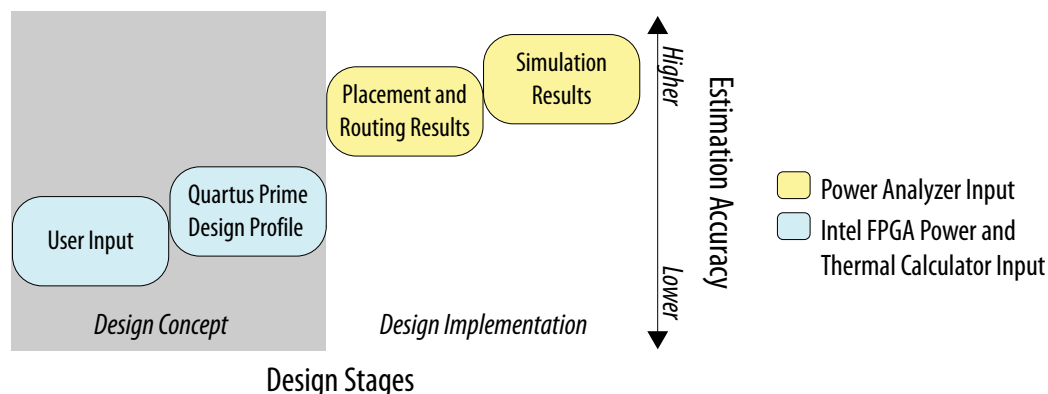 User Input
Quartus Prime
Design Profile
Placement and
Routing Results
Simulation
Results
Higher
Lower
Estimation Accuracy
Power Analyzer Input
Intel FPGA Power and
Thermal Calculator Input
Design Concept
Design Implementation
Design Stages